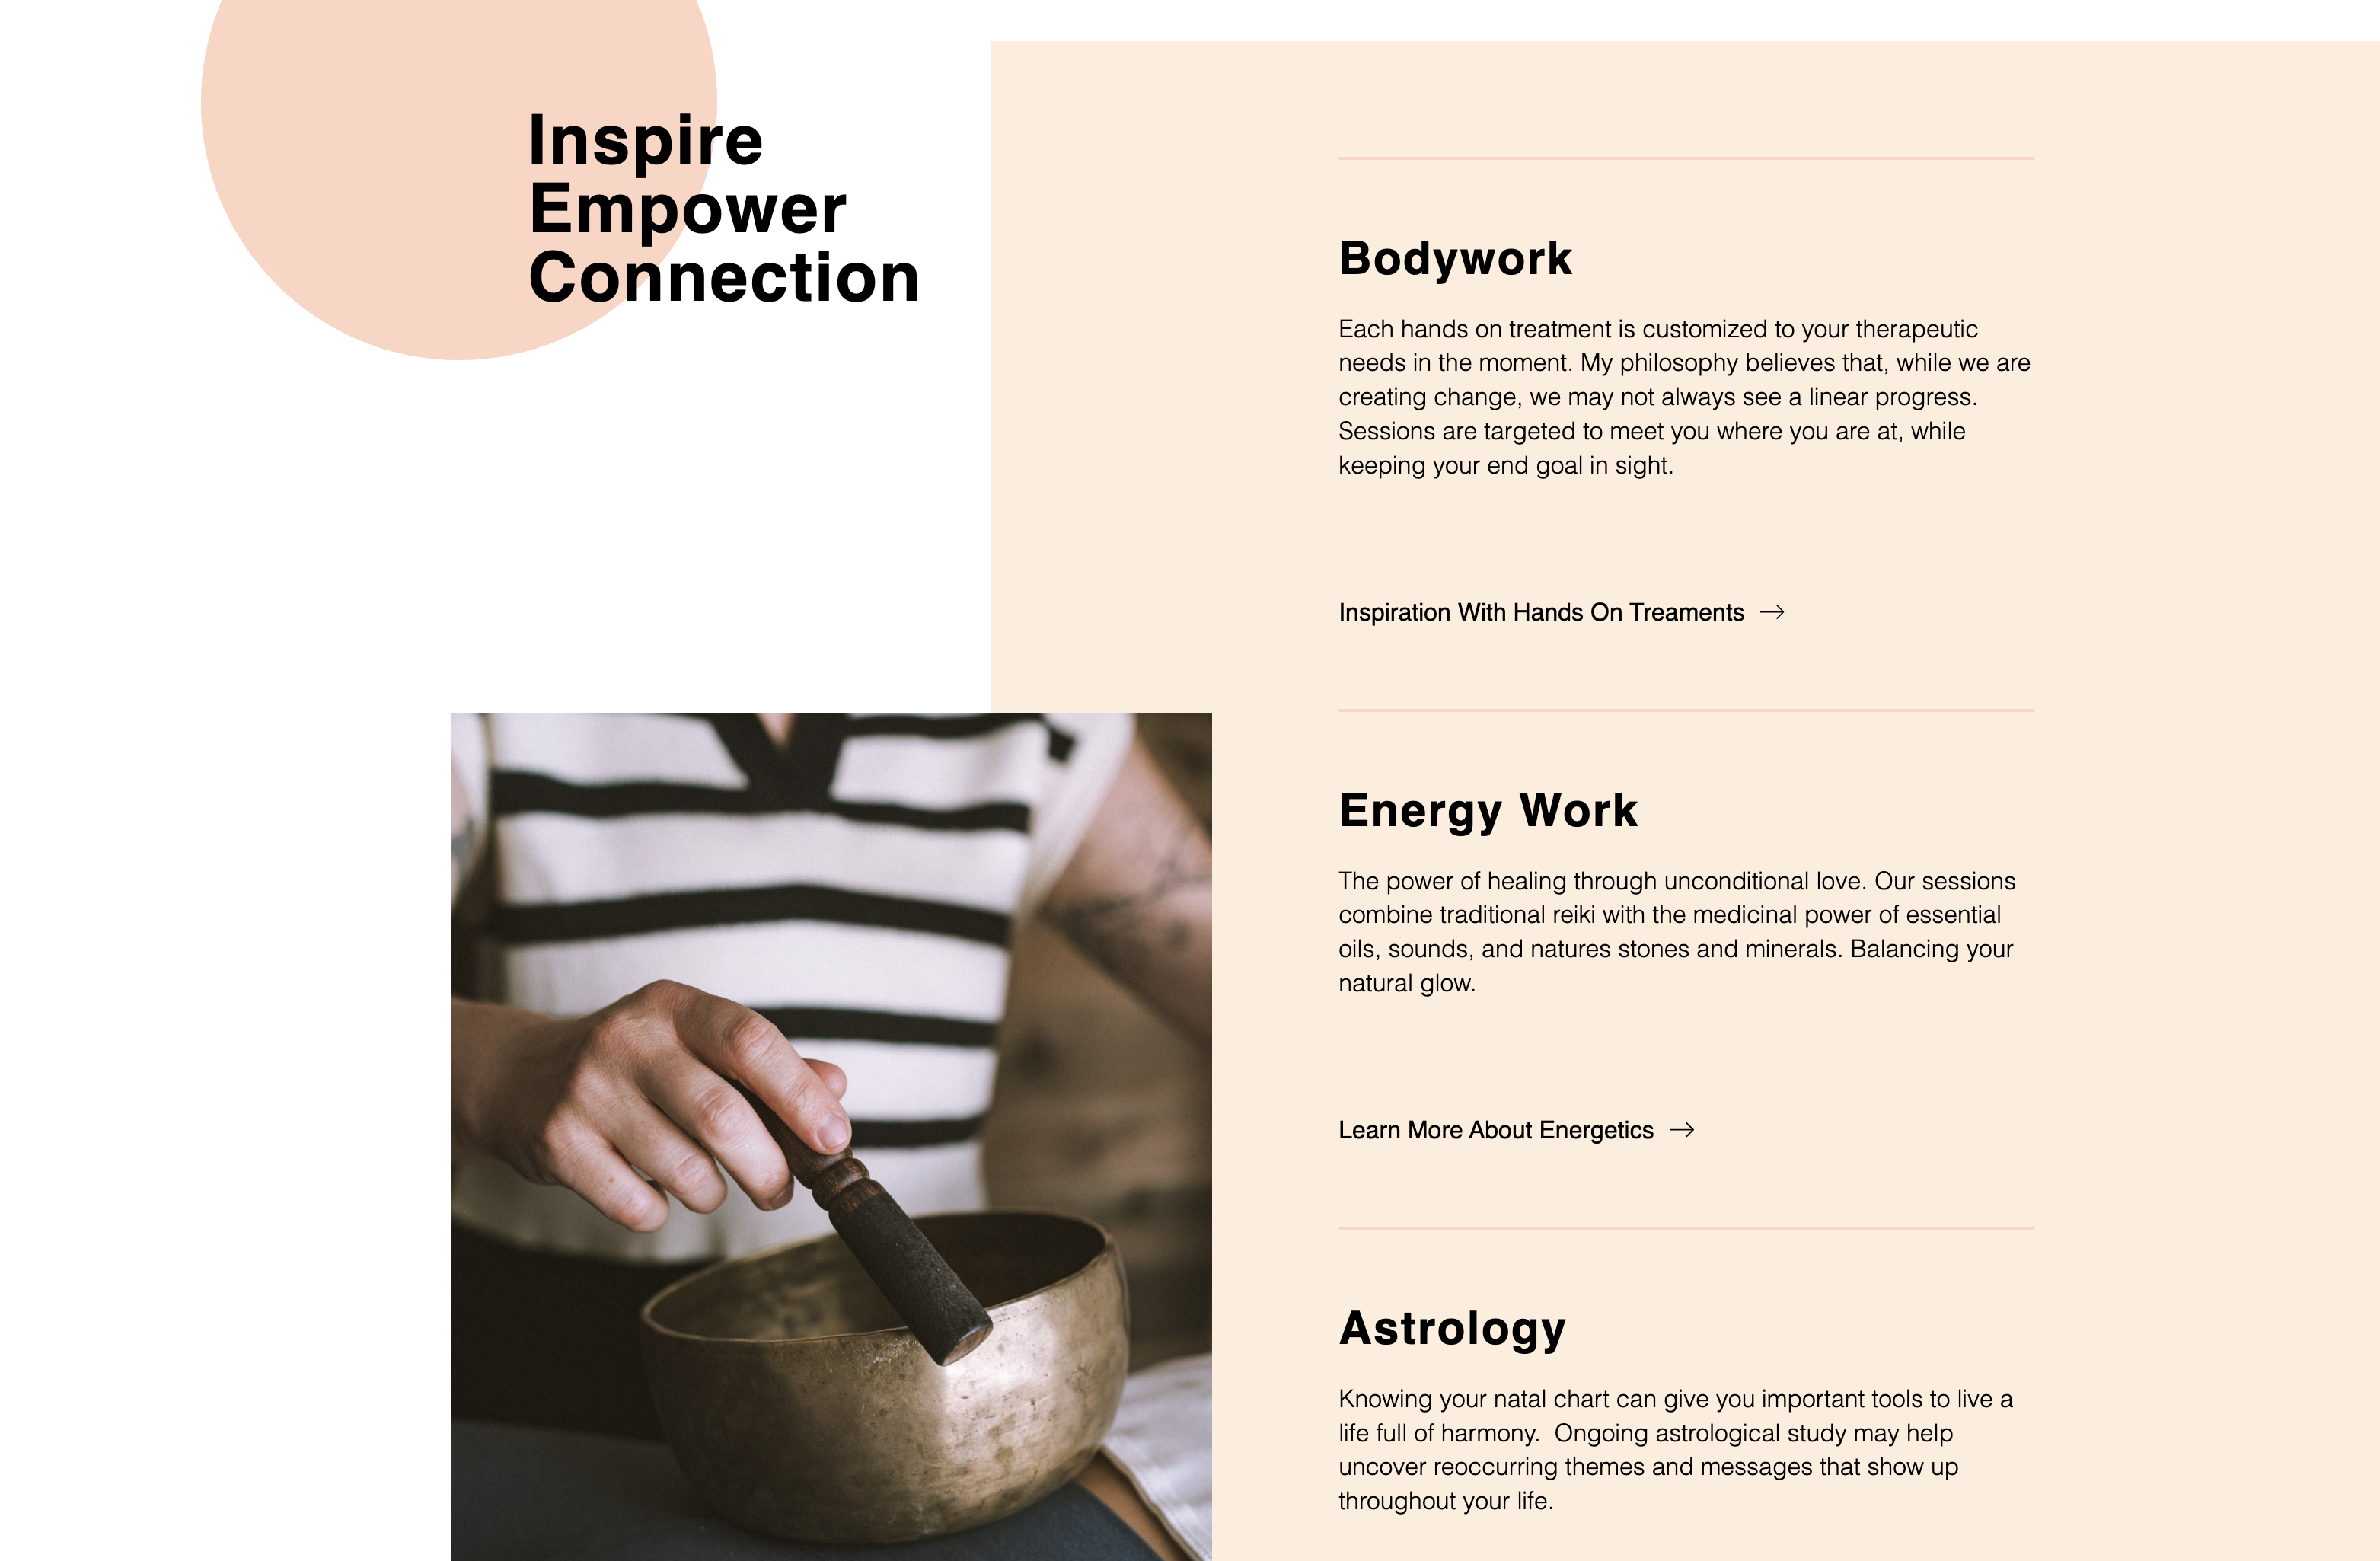 Inspire
Empower
Connection
Bodywork
Each hands on treatment is customized to your therapeutic
needs in the moment. My philosophy believes that, while we are
creating change, we may not always see a linear progress.
Sessions are targeted to meet you where you are at, while
keeping your end goal in sight.
Inspiration With Hands On Treaments →
Energy Work
The power of healing through unconditional love. Our sessions
combine traditional reiki with the medicinal power of essential
oils, sounds, and natures stones and minerals. Balancing your
natural glow.
Learn More About Energetics →
Astrology
Knowing your natal chart can give you important tools to live a
life full of harmony.  Ongoing astrological study may help
uncover reoccurring themes and messages that show up
throughout your life.